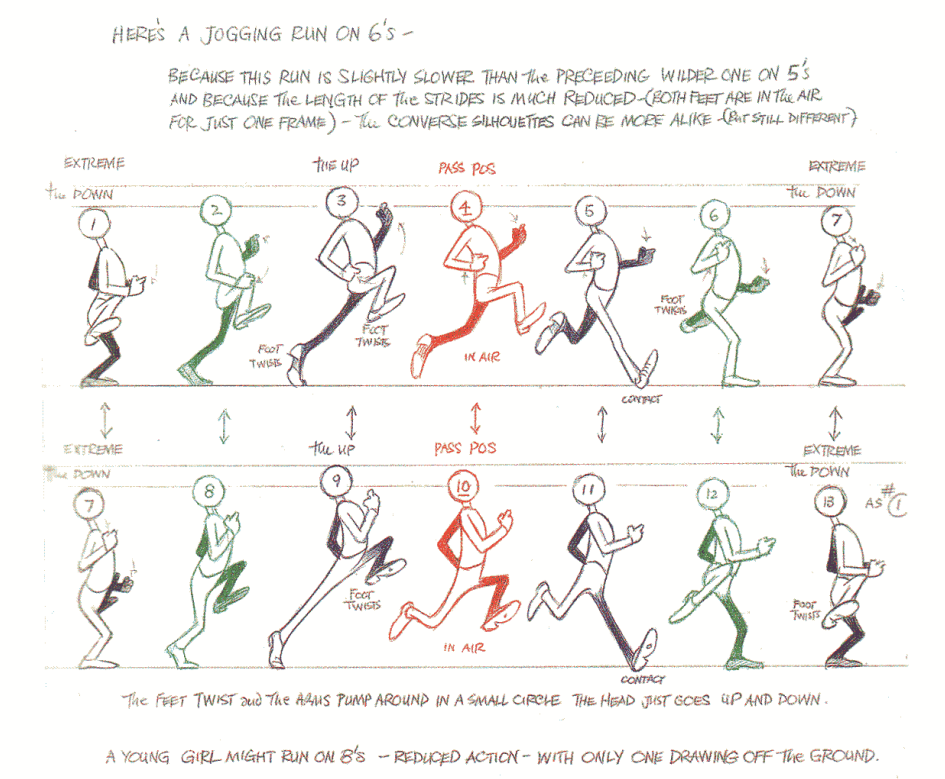 HERE'S A JOGGING RUN ON 6'S -
BECAUSE THIS RUN IS SLIGHTLY SLOWER THAN the PRECEEDING WILDER ONE ON 5'S
AND BECAUSE the LENGTH OF the STRIDES IS MUCH REDUCED - (BOTH FEET ARE IN the AIR
FOR JUST ONE FRAME) - the CONVERSE SILHOUETTES CAN BE MORE ALIKE - (BUT STILL DIFFERENT)
EXTREME the UP PASS POS EXTREME
the DOWN the DOWN
1 2 3 4 5 6 7
FOOT TWISTS
FOOT TWISTS
FOOT TWISTS
IN AIR
CONTACT
EXTREME the UP PASS POS EXTREME
the DOWN the DOWN
7 8 9 10 11 12 13 AS #1
FOOT TWISTS
FOOT TWISTS
IN AIR
CONTACT
the FEET TWIST and the ARMS PUMP AROUND IN A SMALL CIRCLE THE HEAD JUST GOES UP AND DOWN.
A YOUNG GIRL MIGHT RUN ON 8'S - REDUCED ACTION - WITH ONLY ONE DRAWING OFF the GROUND.